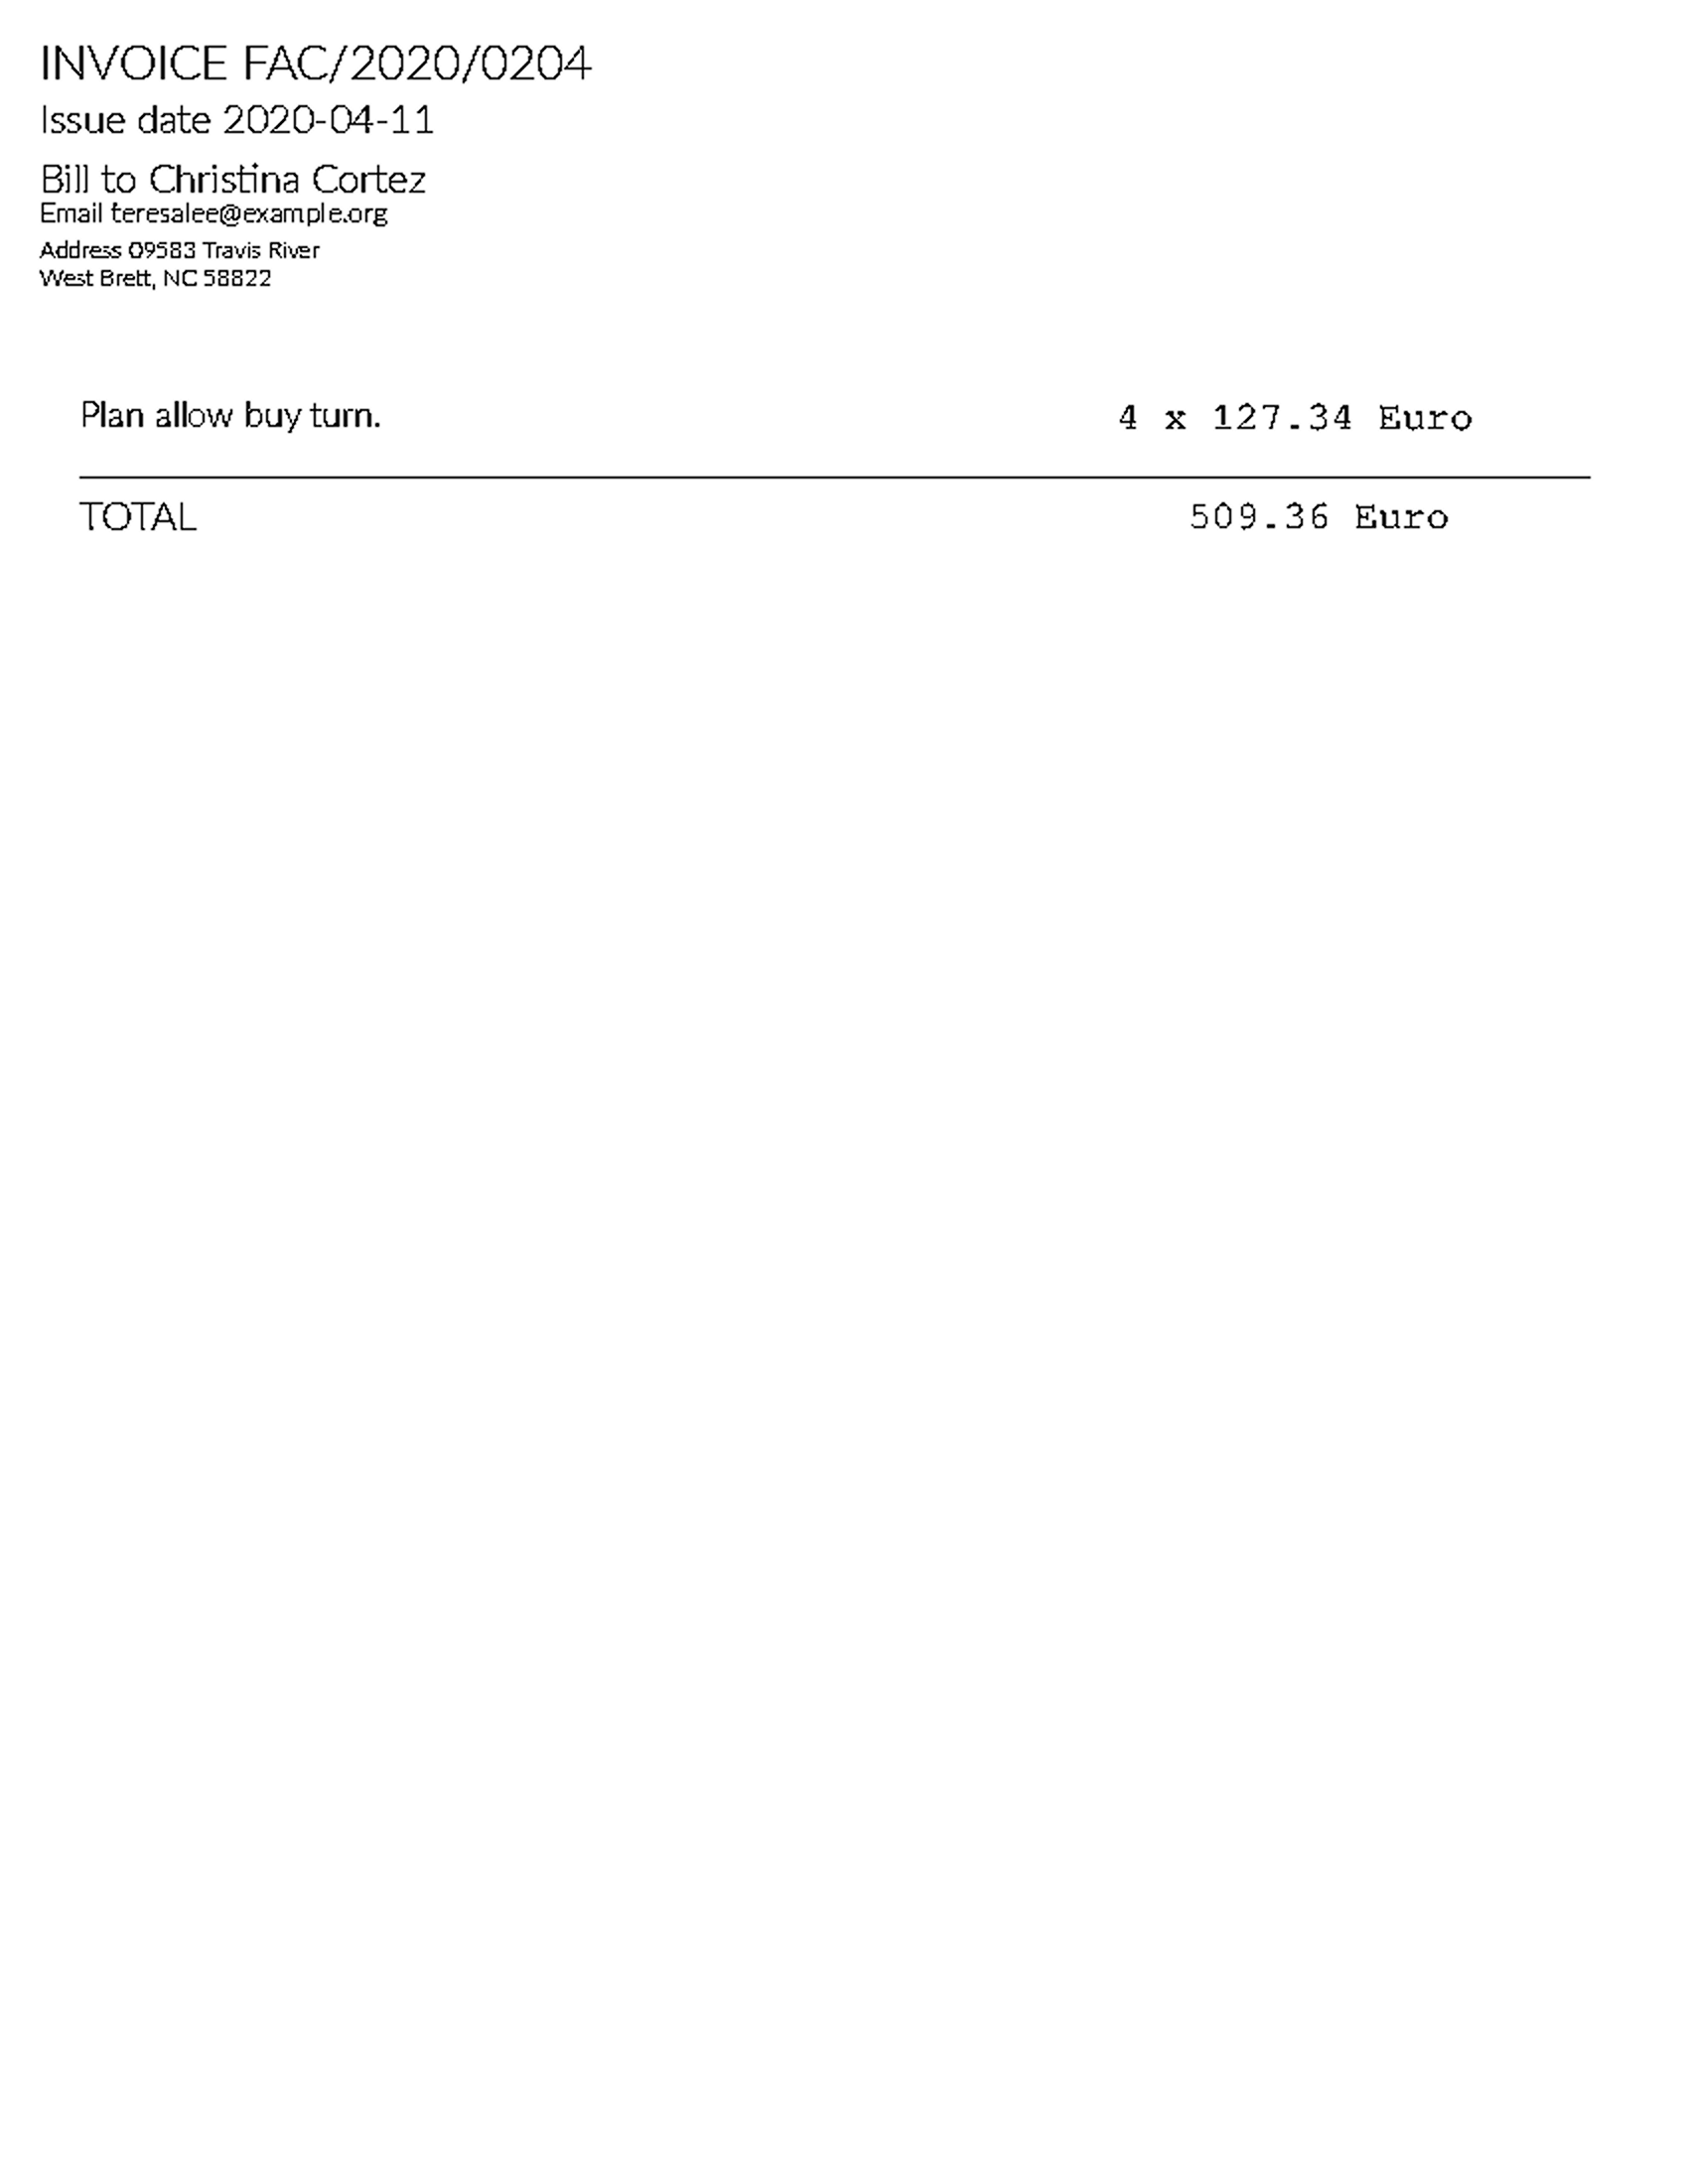 INVOICE FAC/2020/0204
Issue date 2020-04-11
Bill to Christina Cortez
Email teresalee@example.org
Address 09583 Travis River
West Brett, NC 58822
Plan allow buy turn. 4 x 127.34 Euro
TOTAL 509.36 Euro